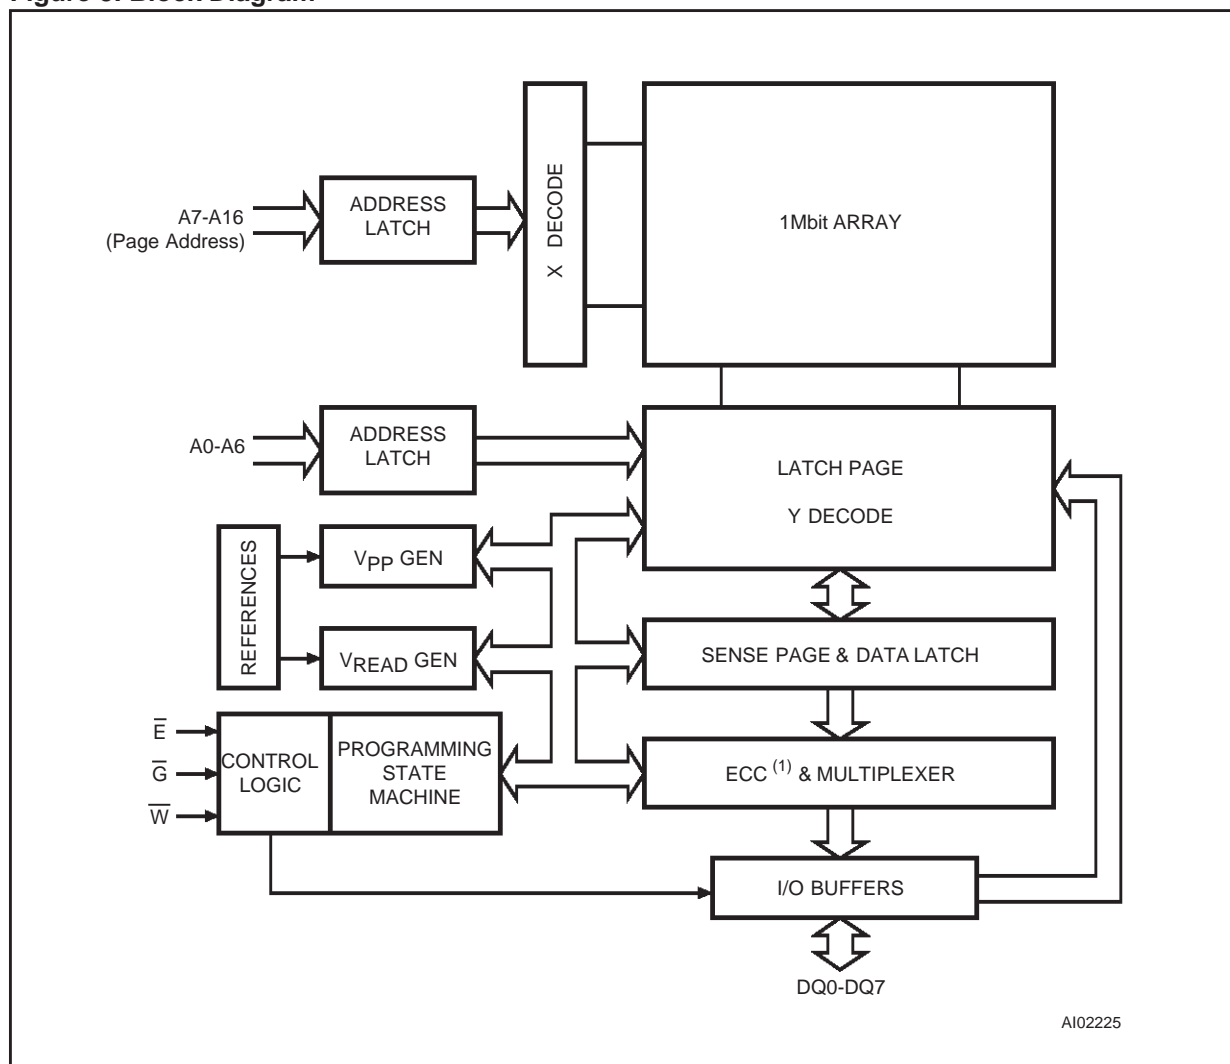 Figure 3. Block Diagram
X DECODE
1Mbit ARRAY
A7-A16
(Page Address)
ADDRESS
LATCH
A0-A6
ADDRESS
LATCH
LATCH PAGE
Y DECODE
REFERENCES
VPP GEN
VREAD GEN
SENSE PAGE & DATA LATCH
E
G
W
CONTROL
LOGIC
PROGRAMMING
STATE
MACHINE
ECC (1) & MULTIPLEXER
I/O BUFFERS
DQ0-DQ7
AI02225